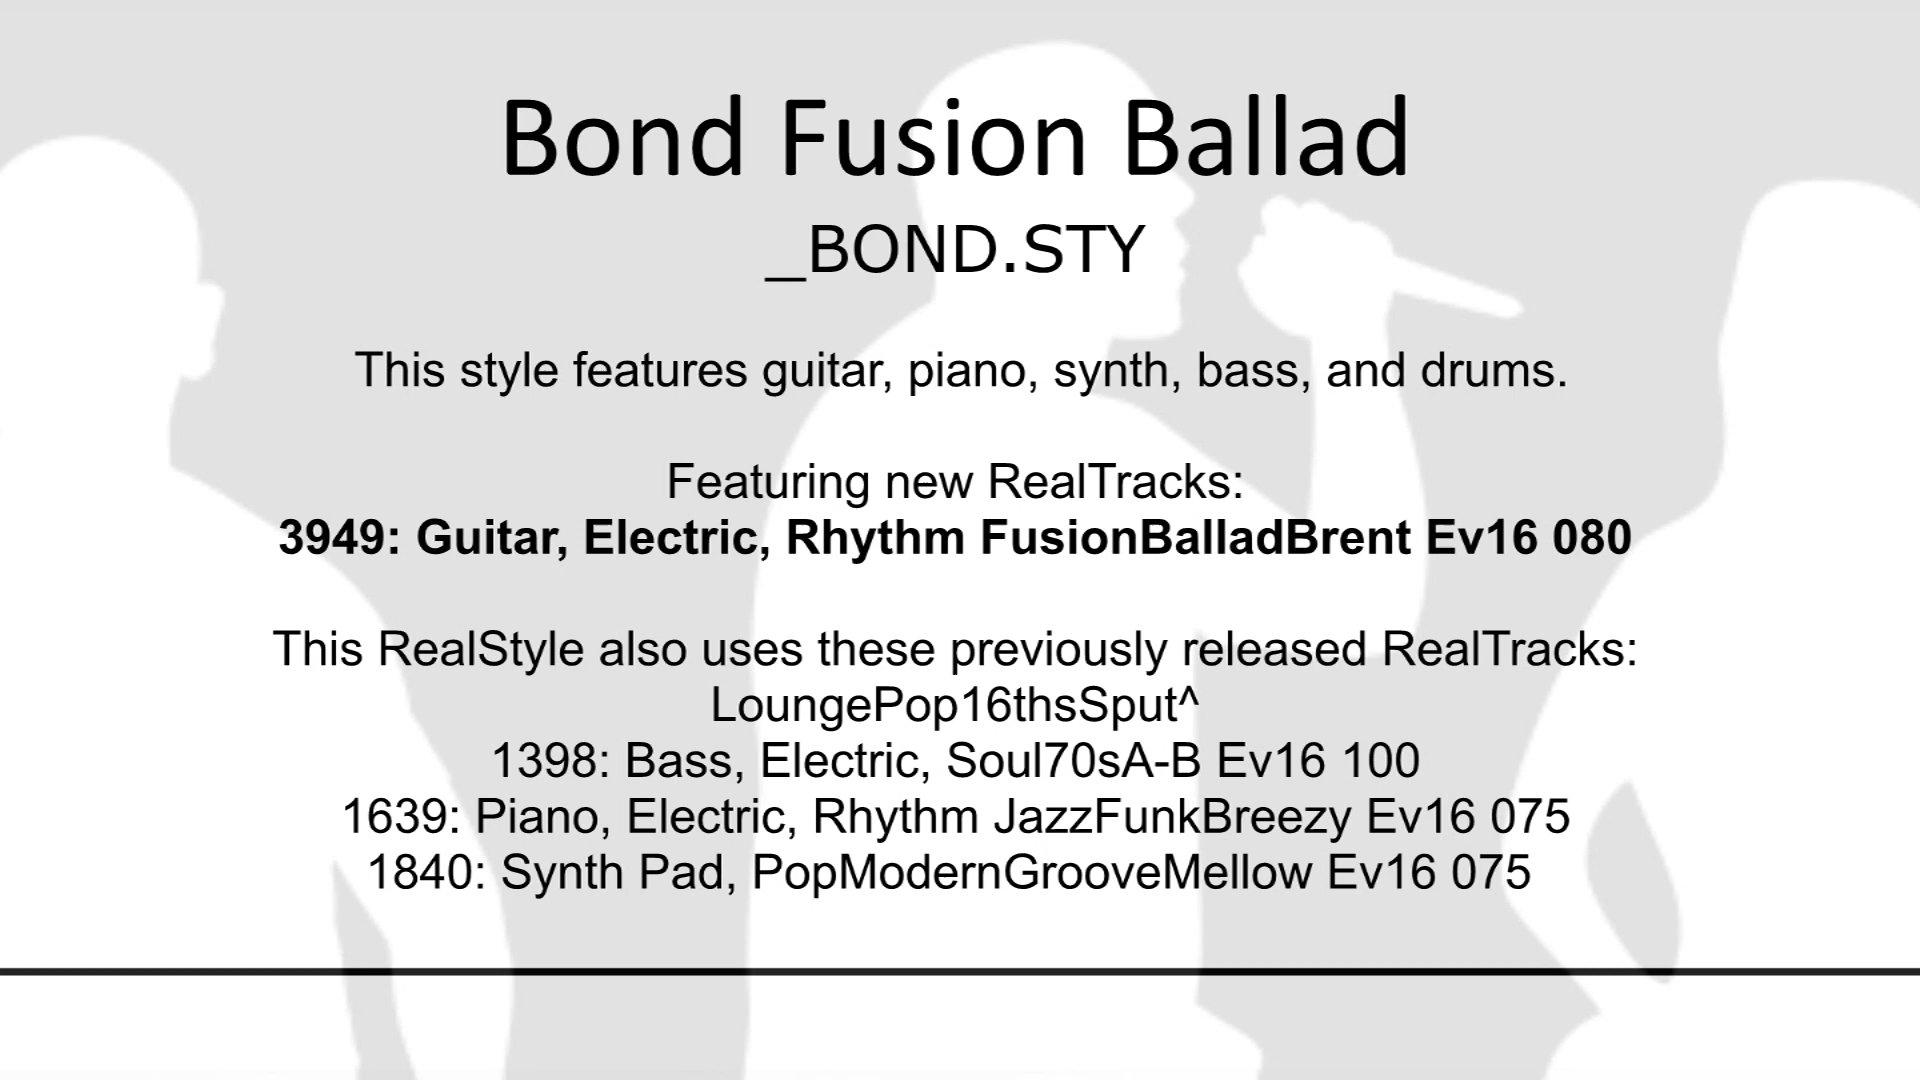 Bond Fusion Ballad
_BOND.STY
This style features guitar, piano, synth, bass, and drums.
Featuring new RealTracks:
3949: Guitar, Electric, Rhythm FusionBalladBrent Ev16 080
This RealStyle also uses these previously released RealTracks:
LoungePop16thsSput^
1398: Bass, Electric, Soul70sA-B Ev16 100
1639: Piano, Electric, Rhythm JazzFunkBreezy Ev16 075
1840: Synth Pad, PopModernGrooveMellow Ev16 075